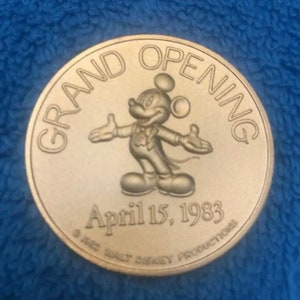 GRAND OPENING
April 15, 1983
© 1983 WALT DISNEY PRODUCTIONS